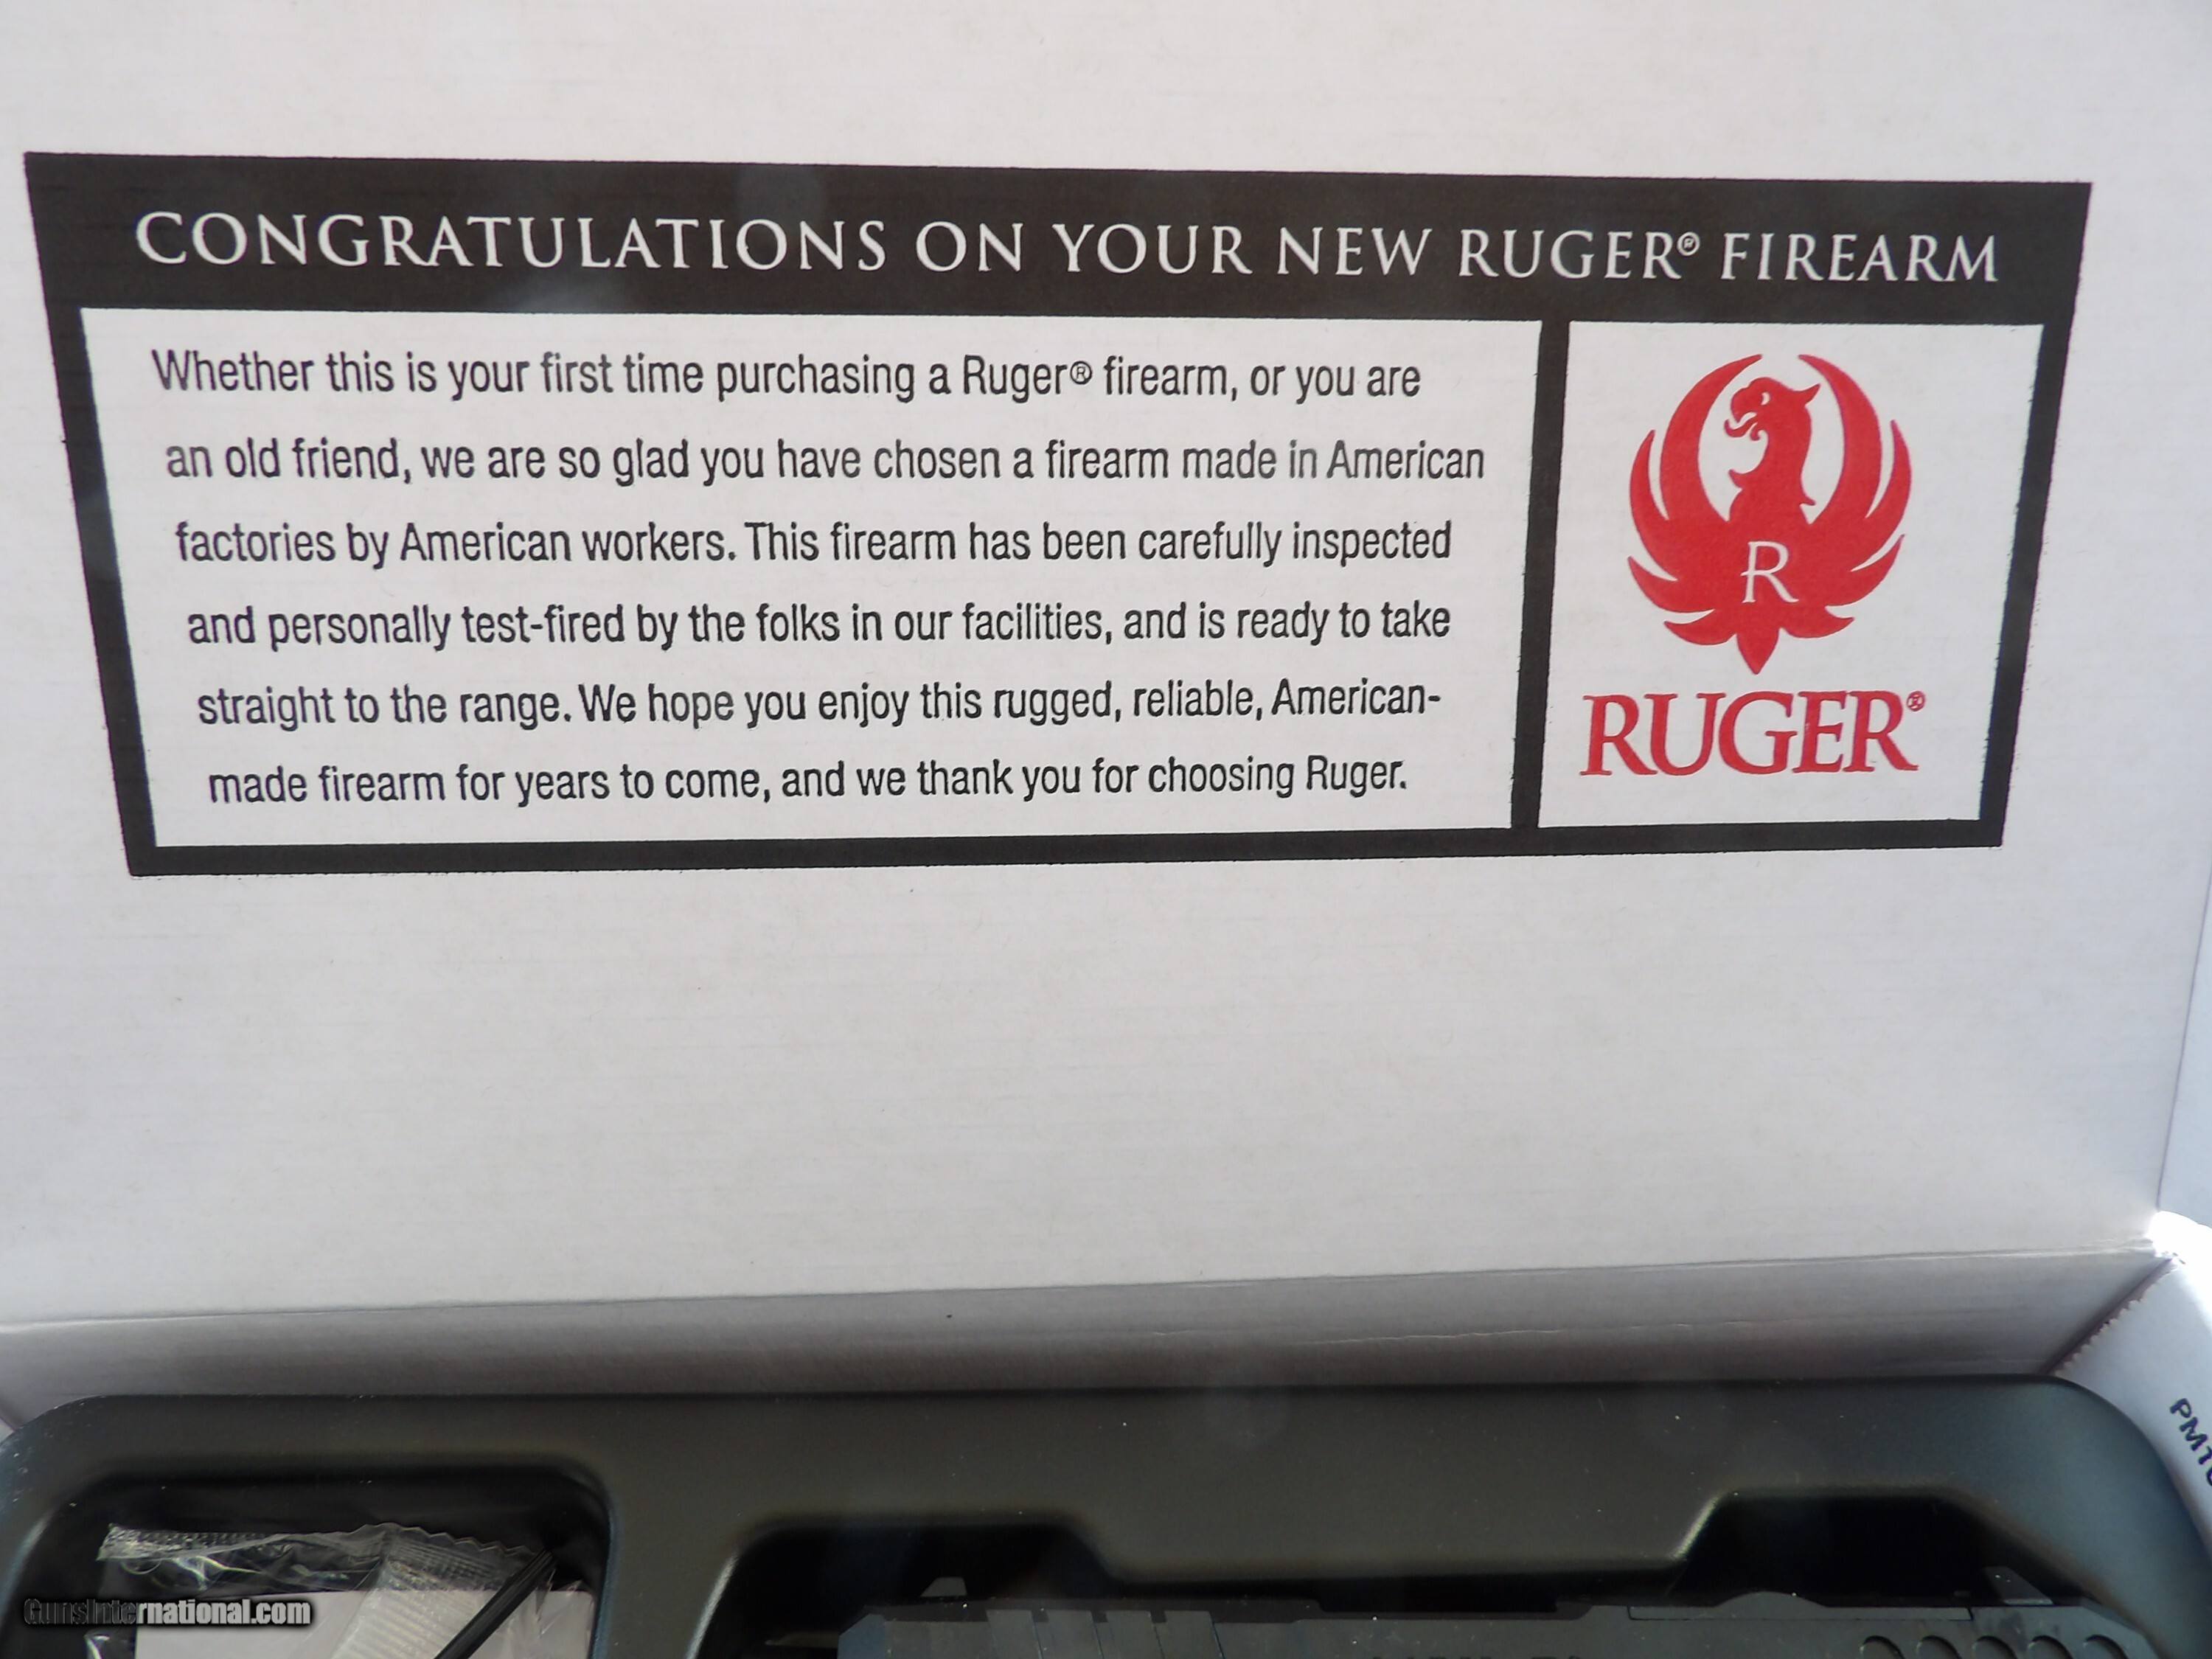 CONGRATULATIONS ON YOUR NEW RUGER® FIREARM
Whether this is your first time purchasing a Ruger® firearm, or you are
an old friend, we are so glad you have chosen a firearm made in American
factories by American workers. This firearm has been carefully inspected
and personally test-fired by the folks in our facilities, and is ready to take
straight to the range. We hope you enjoy this rugged, reliable, American-
made firearm for years to come, and we thank you for choosing Ruger.
R
RUGER®
GunsInternational.com